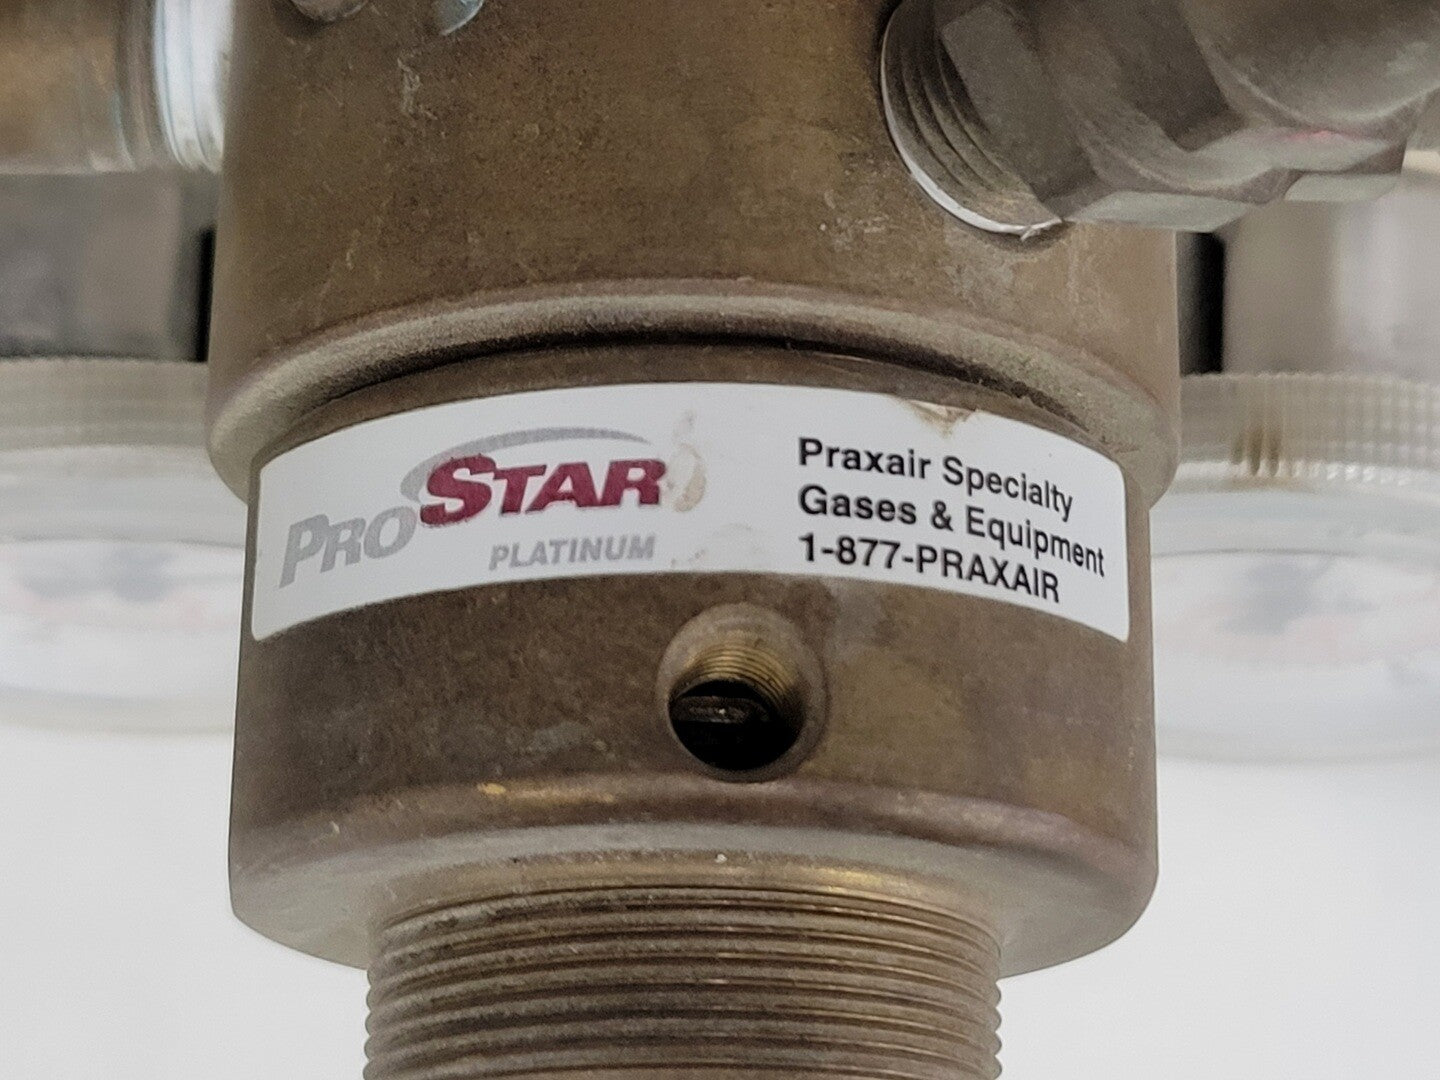 PROSTAR
PLATINUM
Praxair Specialty
Gases & Equipment
1-877-PRAXAIR